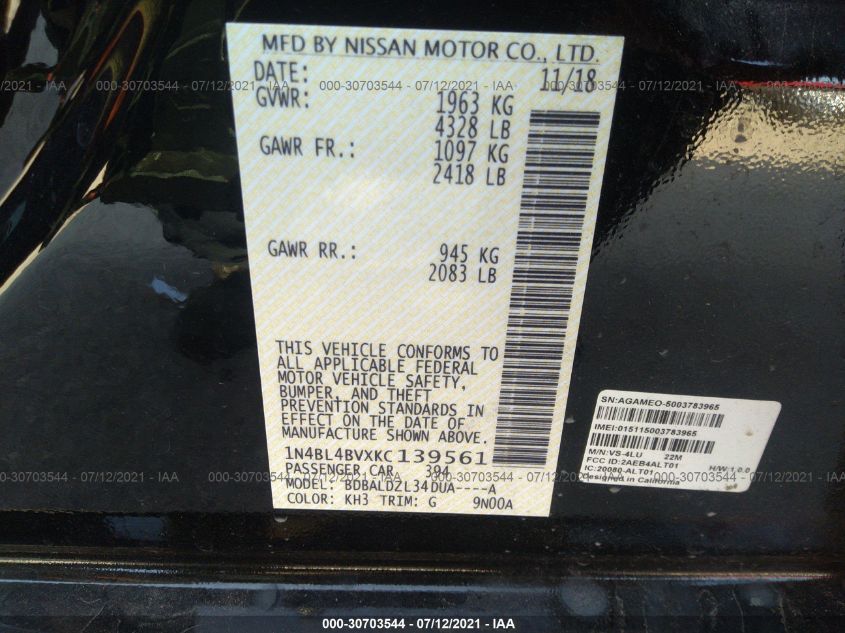 MFD BY NISSAN MOTOR CO., LTD.
DATE: 11/18
GVWR: 1963 KG
4328 LB
GAWR FR.: 1097 KG
2418 LB
GAWR RR.: 945 KG
2083 LB
THIS VEHICLE CONFORMS TO
ALL APPLICABLE FEDERAL
MOTOR VEHICLE SAFETY,
BUMPER, AND THEFT
PREVENTION STANDARDS IN
EFFECT ON THE DATE OF
MANUFACTURE SHOWN ABOVE.
1N4BL4BVXKC139561
PASSENGER CAR 394
MODEL: BDBALDZL34DUA----A
COLOR: KH3 TRIM: G 9N00A
SN:AGAMEO-5003783965
IMEI:015115003783965
M/N:VS-4LU 22M
FCC ID:2AEB4ALT01
IC:20080-ALT01 H/W:1.0.0
Designed in California
000-30703544 - 07/12/2021 - IAA